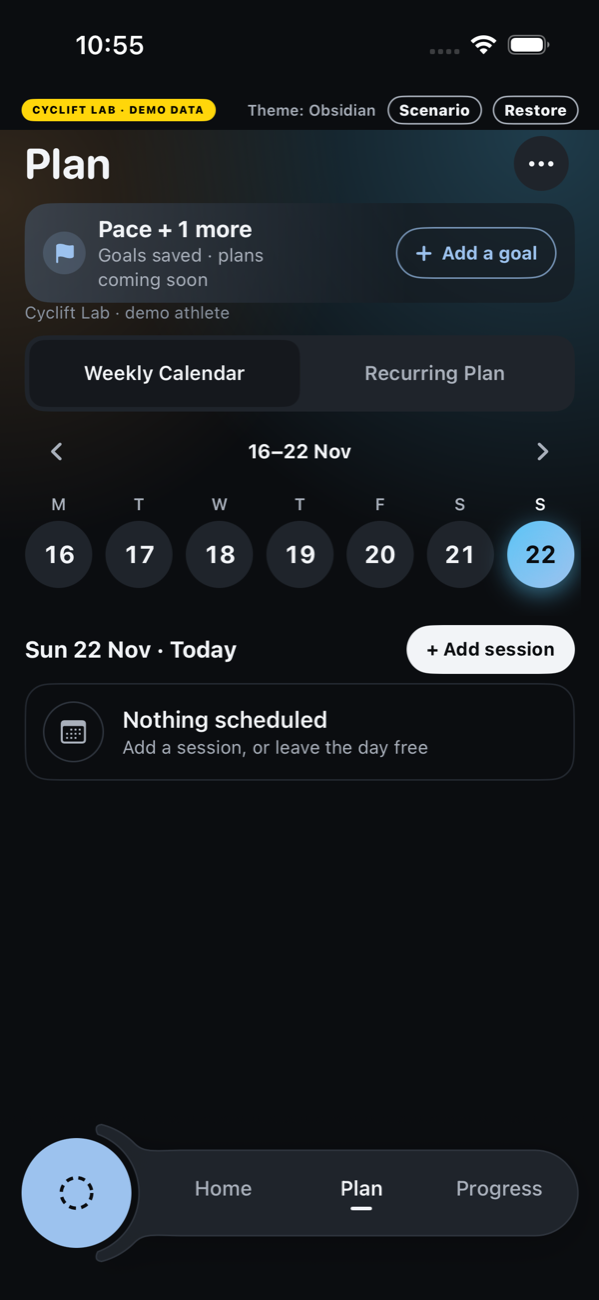 10:55
CYCLIFT LAB · DEMO DATA
Theme: Obsidian
Scenario
Restore
Plan
Pace + 1 more
Goals saved · plans
coming soon
+ Add a goal
Cyclift Lab · demo athlete
Weekly Calendar
Recurring Plan
16–22 Nov
M T W T F S S
16 17 18 19 20 21 22
Sun 22 Nov · Today
+ Add session
Nothing scheduled
Add a session, or leave the day free
Home
Plan
Progress